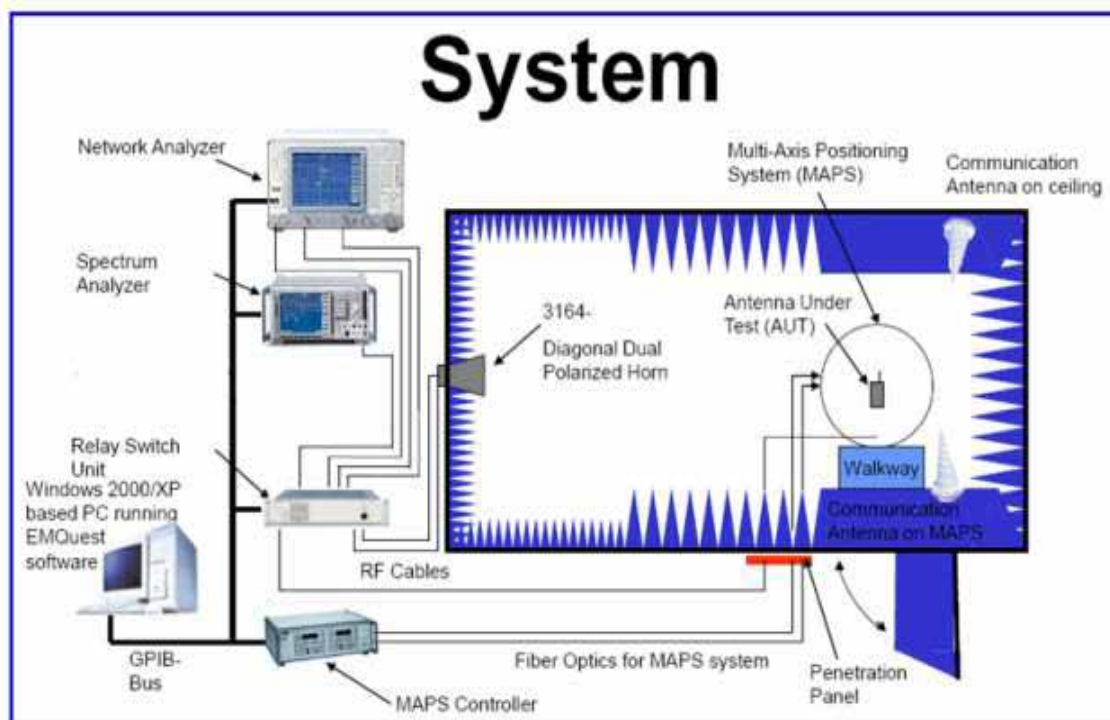 System
Network Analyzer
Multi-Axis Positioning
System (MAPS)
Communication
Antenna on ceiling
Spectrum
Analyzer
3164-
Diagonal Dual
Polarized Horn
Antenna Under
Test (AUT)
Relay Switch
Unit
Windows 2000/XP
based PC running
EMQuest
software
Walkway
Communication
Antenna on MAPS
RF Cables
GPIB-
Bus
Fiber Optics for MAPS system
Penetration
Panel
MAPS Controller